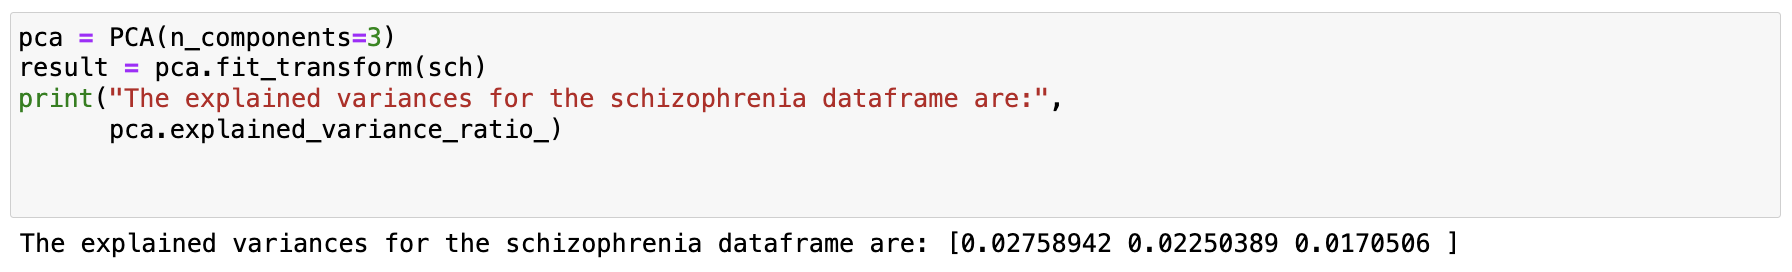 pca = PCA(n_components=3)
result = pca.fit_transform(sch)
print("The explained variances for the schizophrenia dataframe are:",
      pca.explained_variance_ratio_)
The explained variances for the schizophrenia dataframe are: [0.02758942 0.02250389 0.0170506 ]